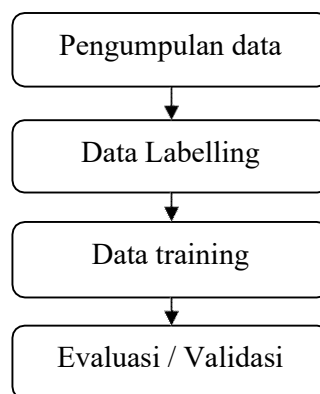 Pengumpulan data
Data Labelling
Data training
Evaluasi / Validasi